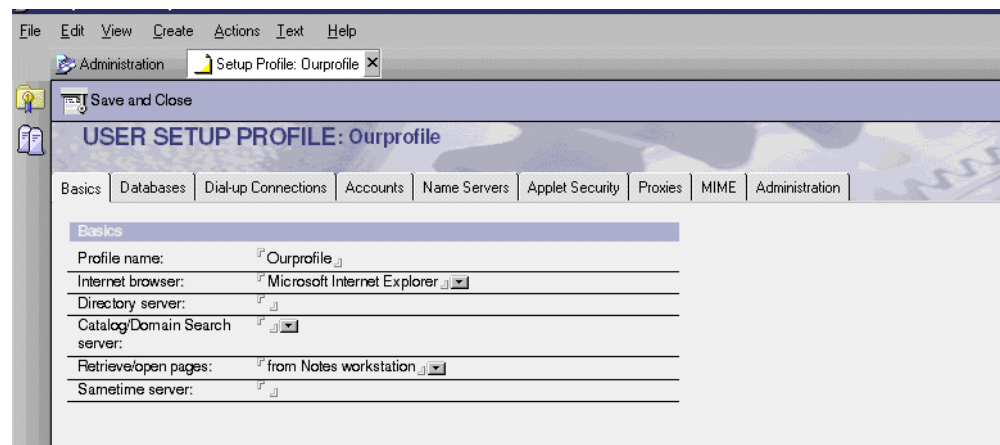 File Edit View Create Actions Text Help
Administration Setup Profile: Ourprofile
Save and Close
USER SETUP PROFILE: Ourprofile
Basics Databases Dial-up Connections Accounts Name Servers Applet Security Proxies MIME Administration
Basics
Profile name: Ourprofile
Internet browser: Microsoft Internet Explorer
Directory server:
Catalog/Domain Search
server:
Retrieve/open pages: from Notes workstation
Sametime server: